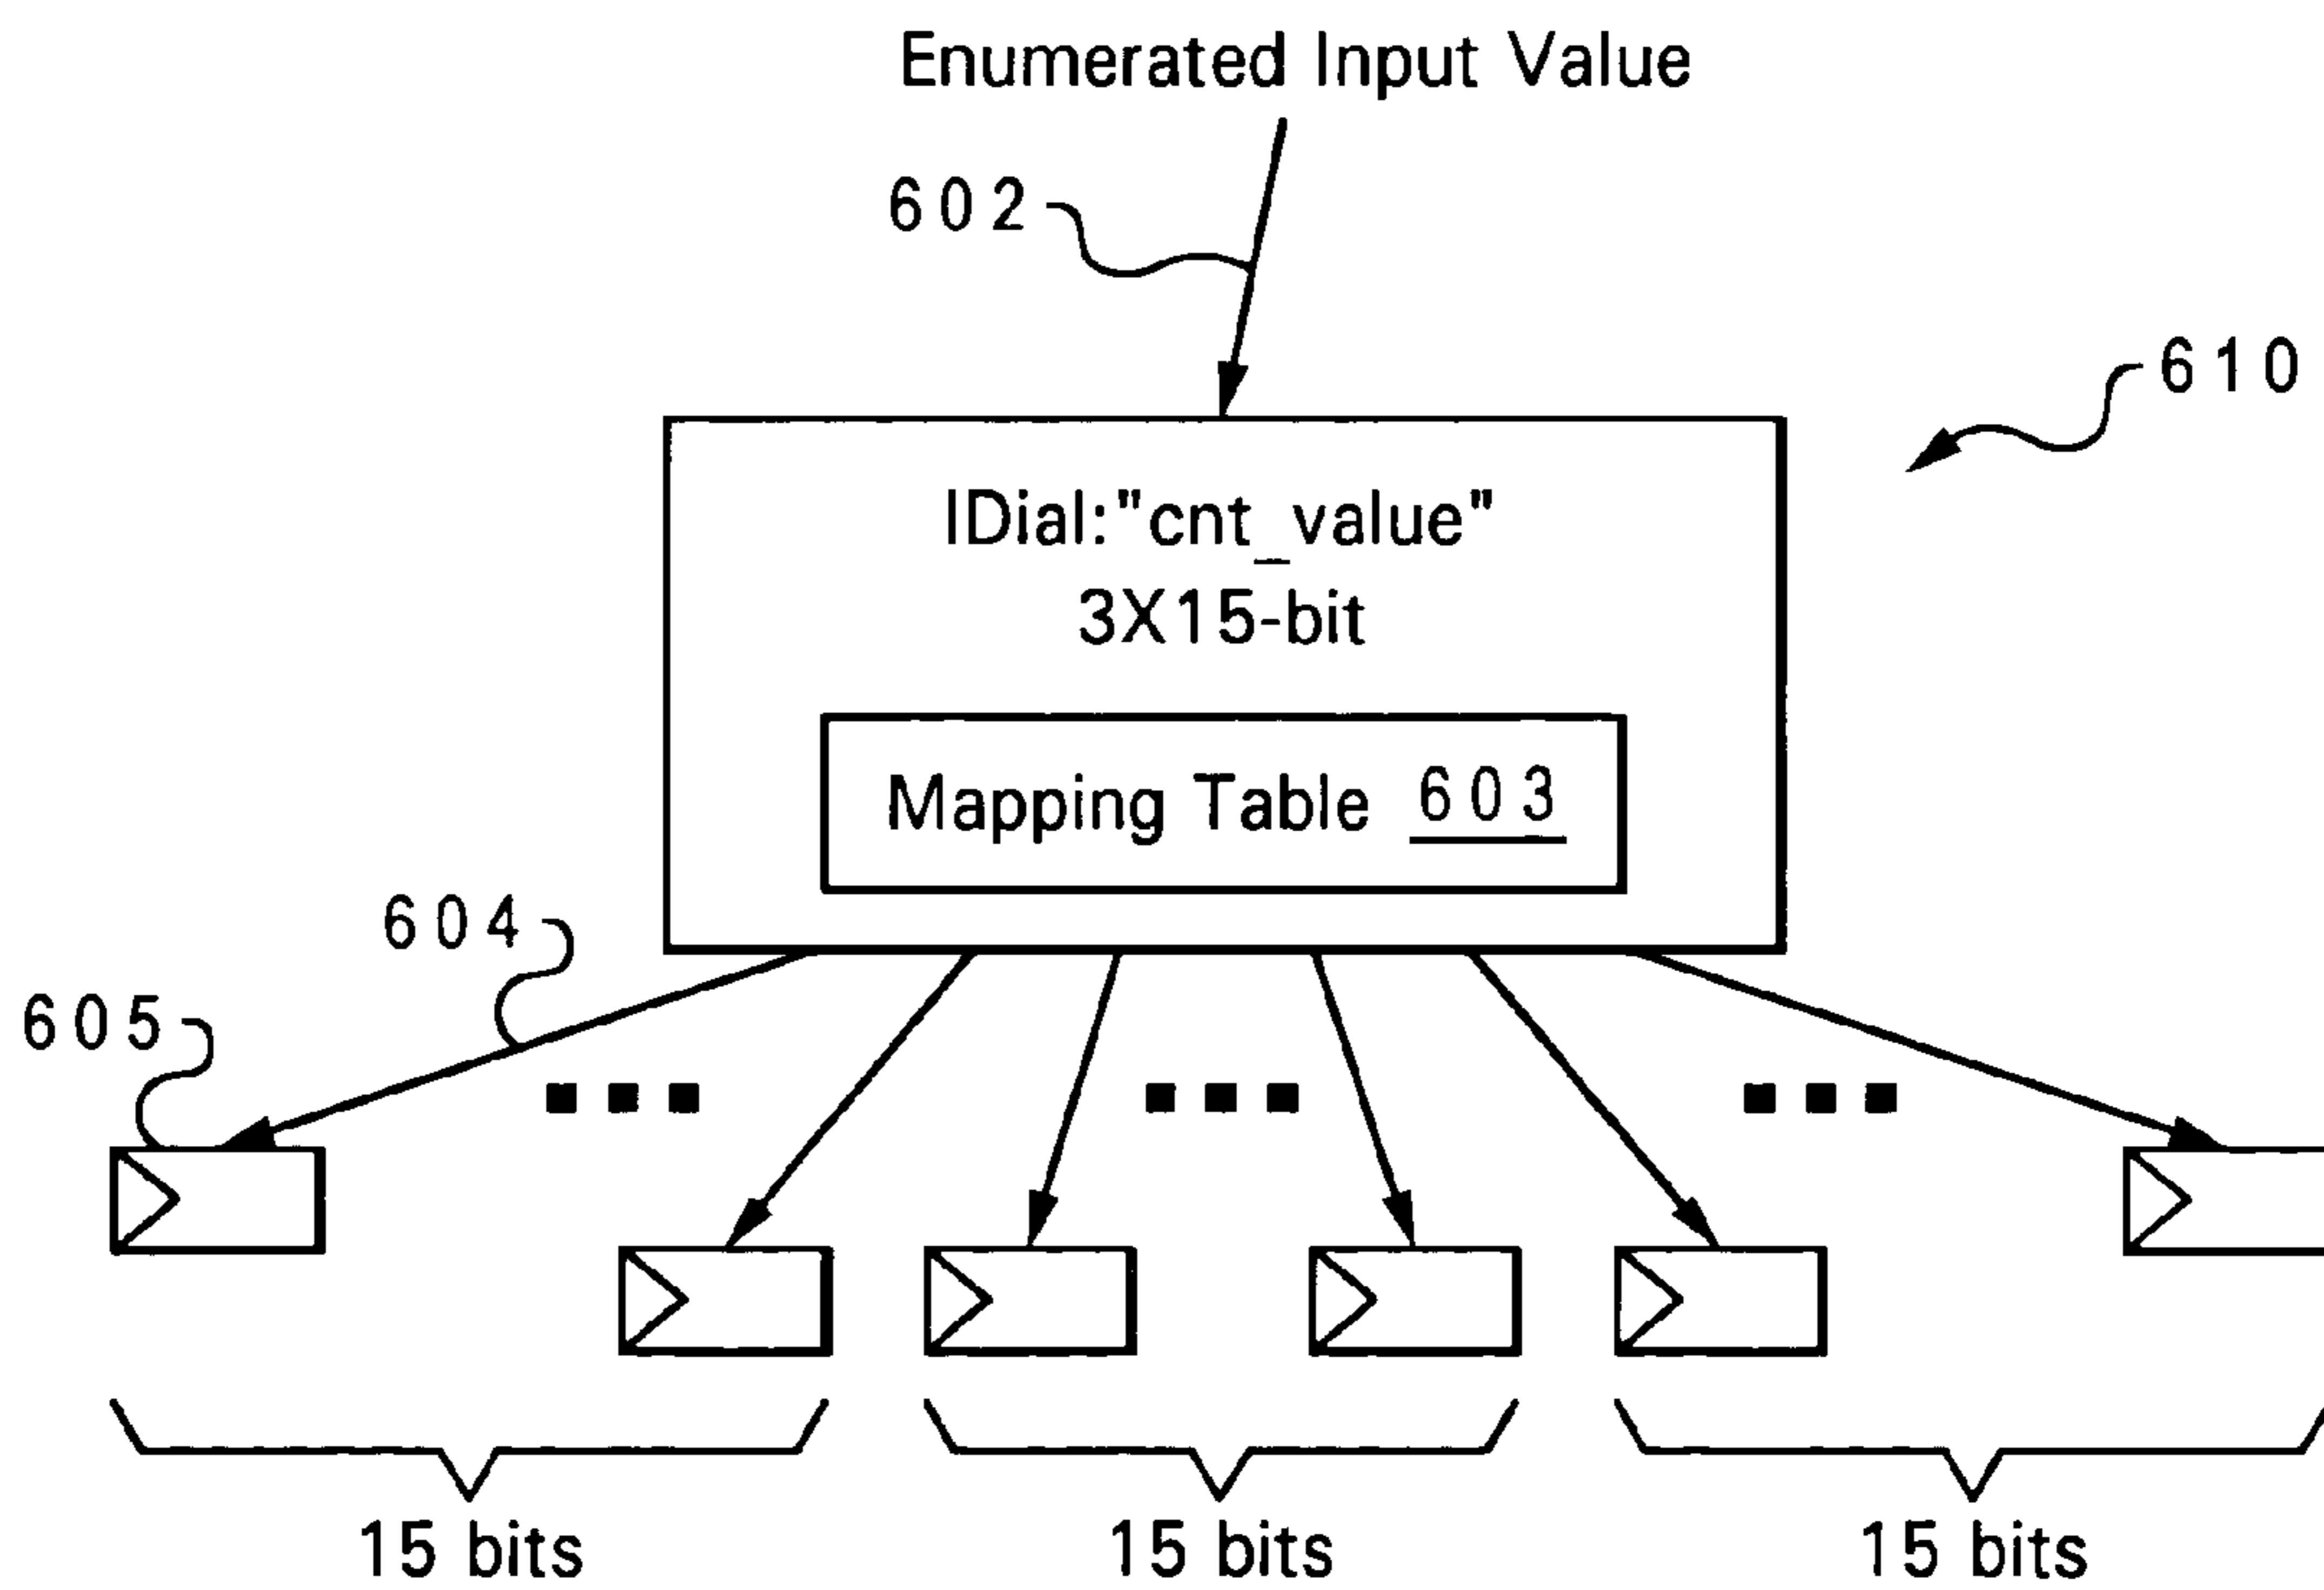 Enumerated Input Value
602
610
IDial:"cnt_value"
3X15-bit
Mapping Table 603
604
605
15 bits
15 bits
15 bits